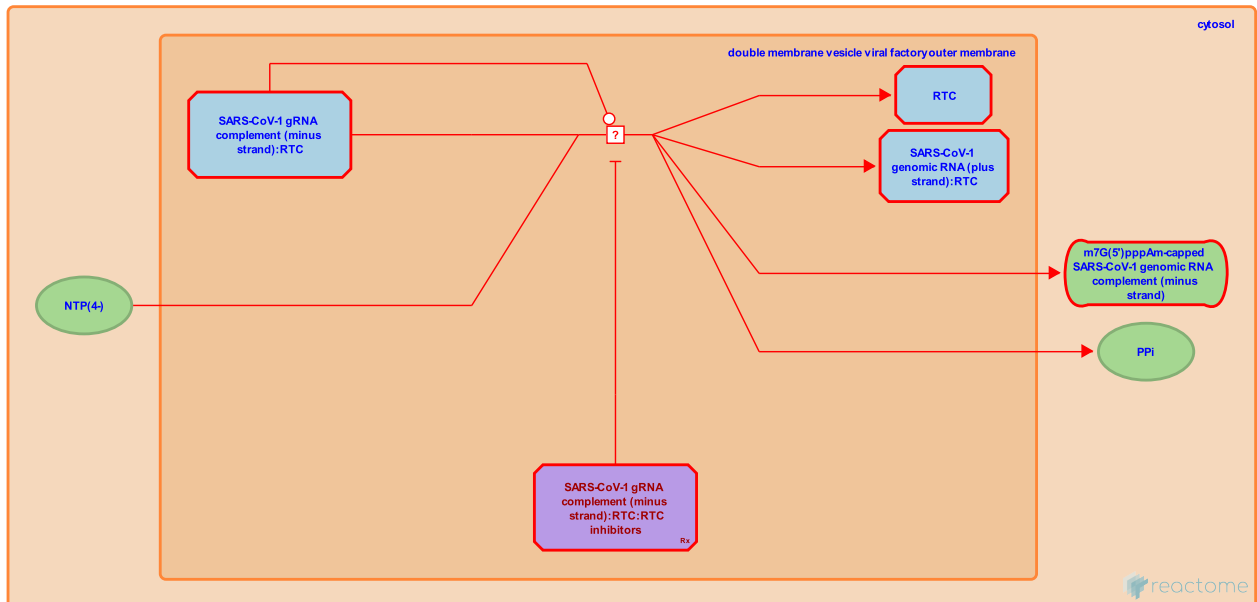 cytosol
double membrane vesicle viral factory outer membrane
SARS-CoV-1 gRNA
complement (minus
strand):RTC
?
RTC
SARS-CoV-1
genomic RNA (plus
strand):RTC
m7G(5')pppAm-capped
SARS-CoV-1 genomic RNA
complement (minus
strand)
NTP(4-)
PPi
SARS-CoV-1 gRNA
complement (minus
strand):RTC:RTC
inhibitors
Rx
reactome